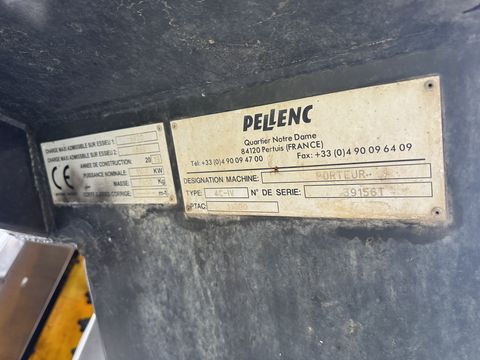 CHARGE MAXI ADMISSIBLE SUR ESSIEU 1
CHARGE MAXI ADMISSIBLE SUR ESSIEU 2
ANNEE DE CONSTRUCTION: 20
PUISSANCE NOMINALE: KW
MASSE: Kg
CE
PELLENC
Quartier Notre Dame
84120 Pertuis (FRANCE)
Tél: +33 (0)4 90 09 47 00 Fax: +33 (0)4 90 09 64 09
DESIGNATION MACHINE: PORTEUR
TYPE: 4C-IV N° DE SERIE: 39156T
PTAC: